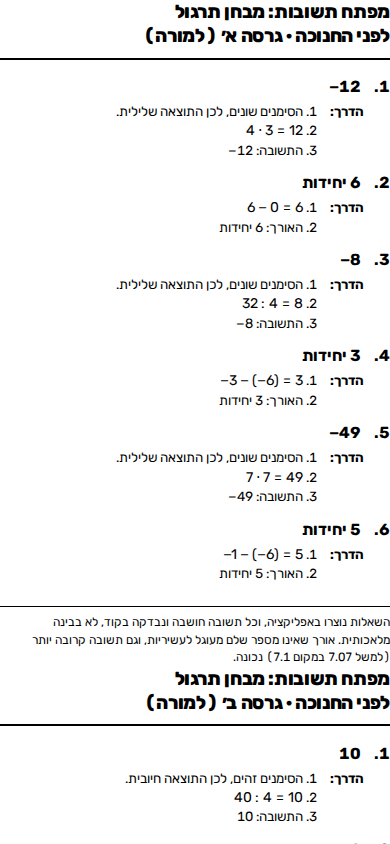 מפתח תשובות: מבחן תרגול
לפני החנוכה • גרסה א׳ (למורה)
1. −12
הדרך: 1. הסימנים שונים, לכן התוצאה שלילית.
2. 4 · 3 = 12
3. התשובה: −12
2. 6 יחידות
הדרך: 1. 6 − 0 = 6
2. האורך: 6 יחידות
3. −8
הדרך: 1. הסימנים שונים, לכן התוצאה שלילית.
2. 32 : 4 = 8
3. התשובה: −8
4. 3 יחידות
הדרך: 1. −3 − (−6) = 3
2. האורך: 3 יחידות
5. −49
הדרך: 1. הסימנים שונים, לכן התוצאה שלילית.
2. 7 · 7 = 49
3. התשובה: −49
6. 5 יחידות
הדרך: 1. −1 − (−6) = 5
2. האורך: 5 יחידות
השאלות נוצרו באפליקציה, וכל תשובה חושבה ונבדקה בקוד, לא בבינה
מלאכותית. אורך שאינו מספר שלם מעוגל לעשיריות, וגם תשובה קרובה יותר
(למשל 7.07 במקום 7.1) נכונה.
מפתח תשובות: מבחן תרגול
לפני החנוכה • גרסה ב׳ (למורה)
1. 10
הדרך: 1. הסימנים זהים, לכן התוצאה חיובית.
2. 40 : 4 = 10
3. התשובה: 10